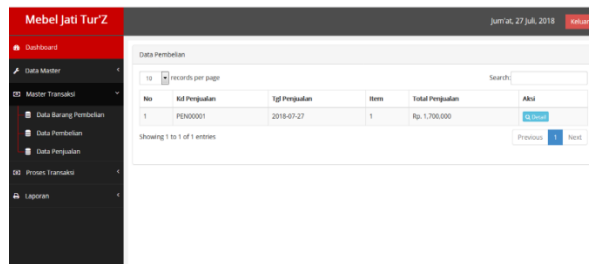 Mebel Jati Tur'Z
Jum'at, 27 Juli, 2018 Keluar
Dashboard
Data Master
Master Transaksi
Data Barang Pembelian
Data Pembelian
Data Penjualan
Proses Transaksi
Laporan
Data Pembelian
10 records per page Search:
No Kd Penjualan Tgl Penjualan Item Total Penjualan Aksi
1 PEN00001 2018-07-27 1 Rp. 1,700,000 Detail
Showing 1 to 1 of 1 entries Previous 1 Next